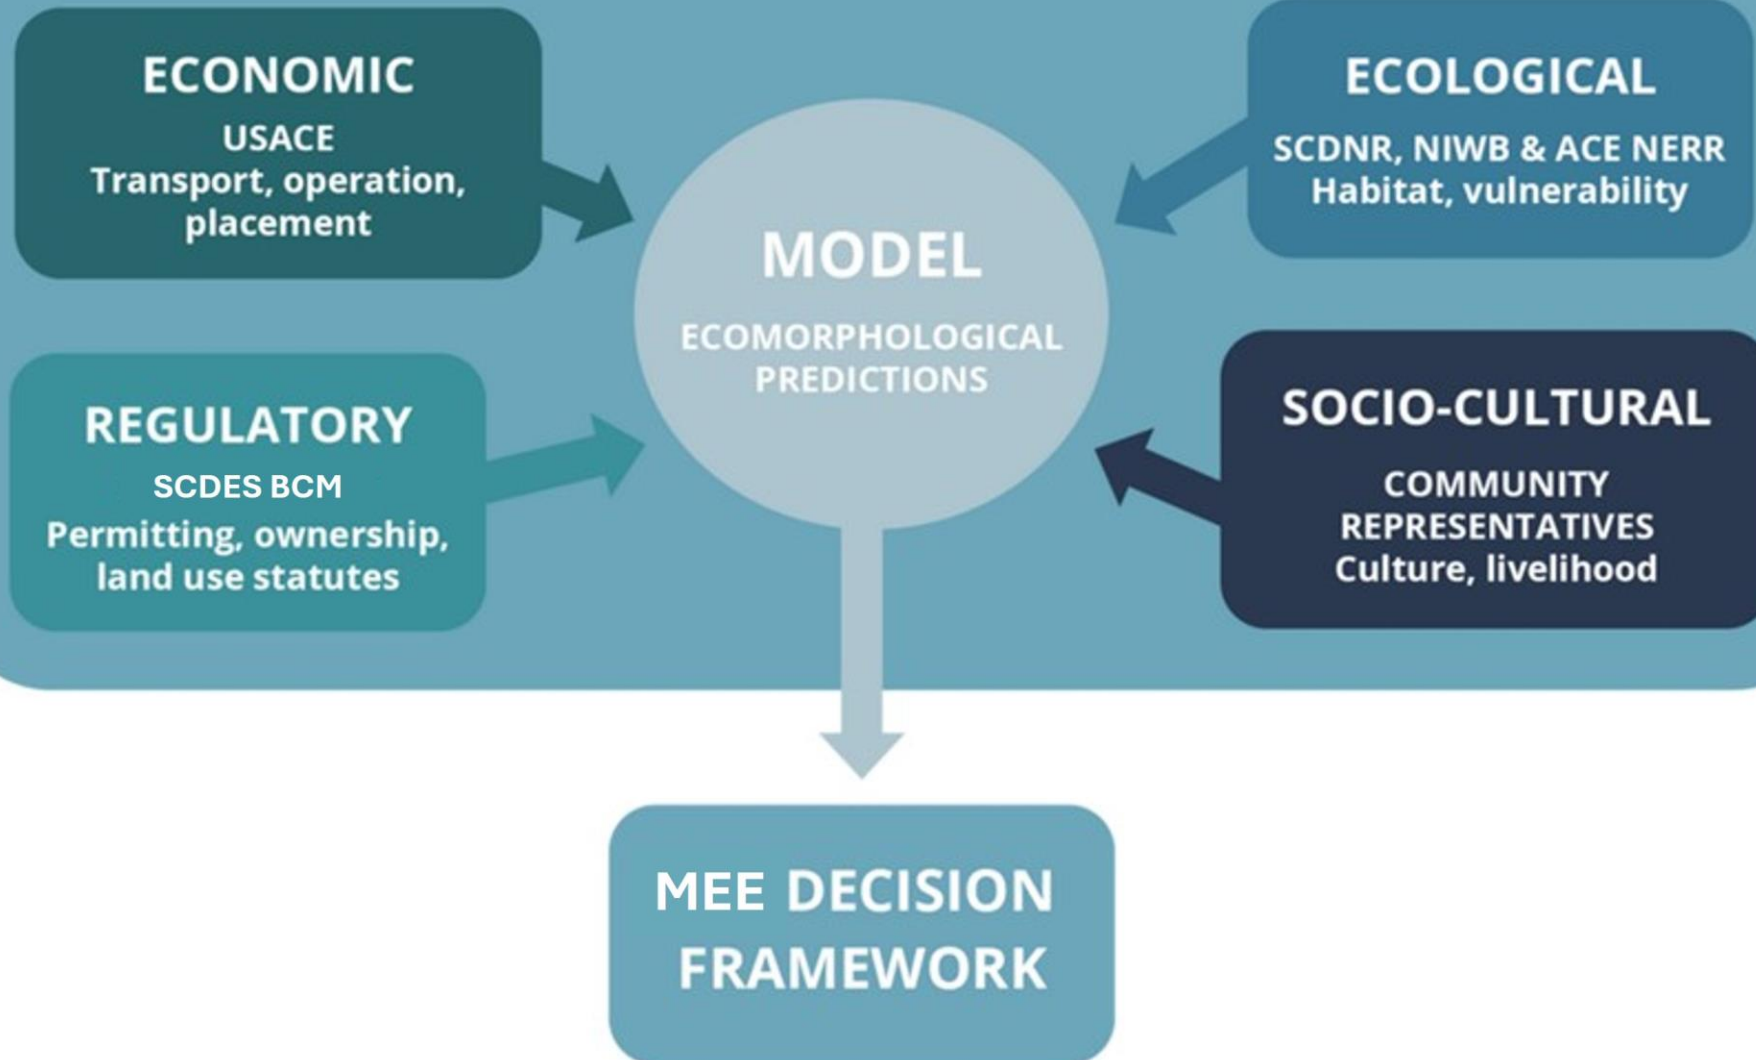 ECONOMIC
USACE
Transport, operation,
placement
ECOLOGICAL
SCDNR, NIWB & ACE NERR
Habitat, vulnerability
MODEL
ECOMORPHOLOGICAL
PREDICTIONS
REGULATORY
SCDES BCM
Permitting, ownership,
land use statutes
SOCIO-CULTURAL
COMMUNITY
REPRESENTATIVES
Culture, livelihood
MEE DECISION
FRAMEWORK